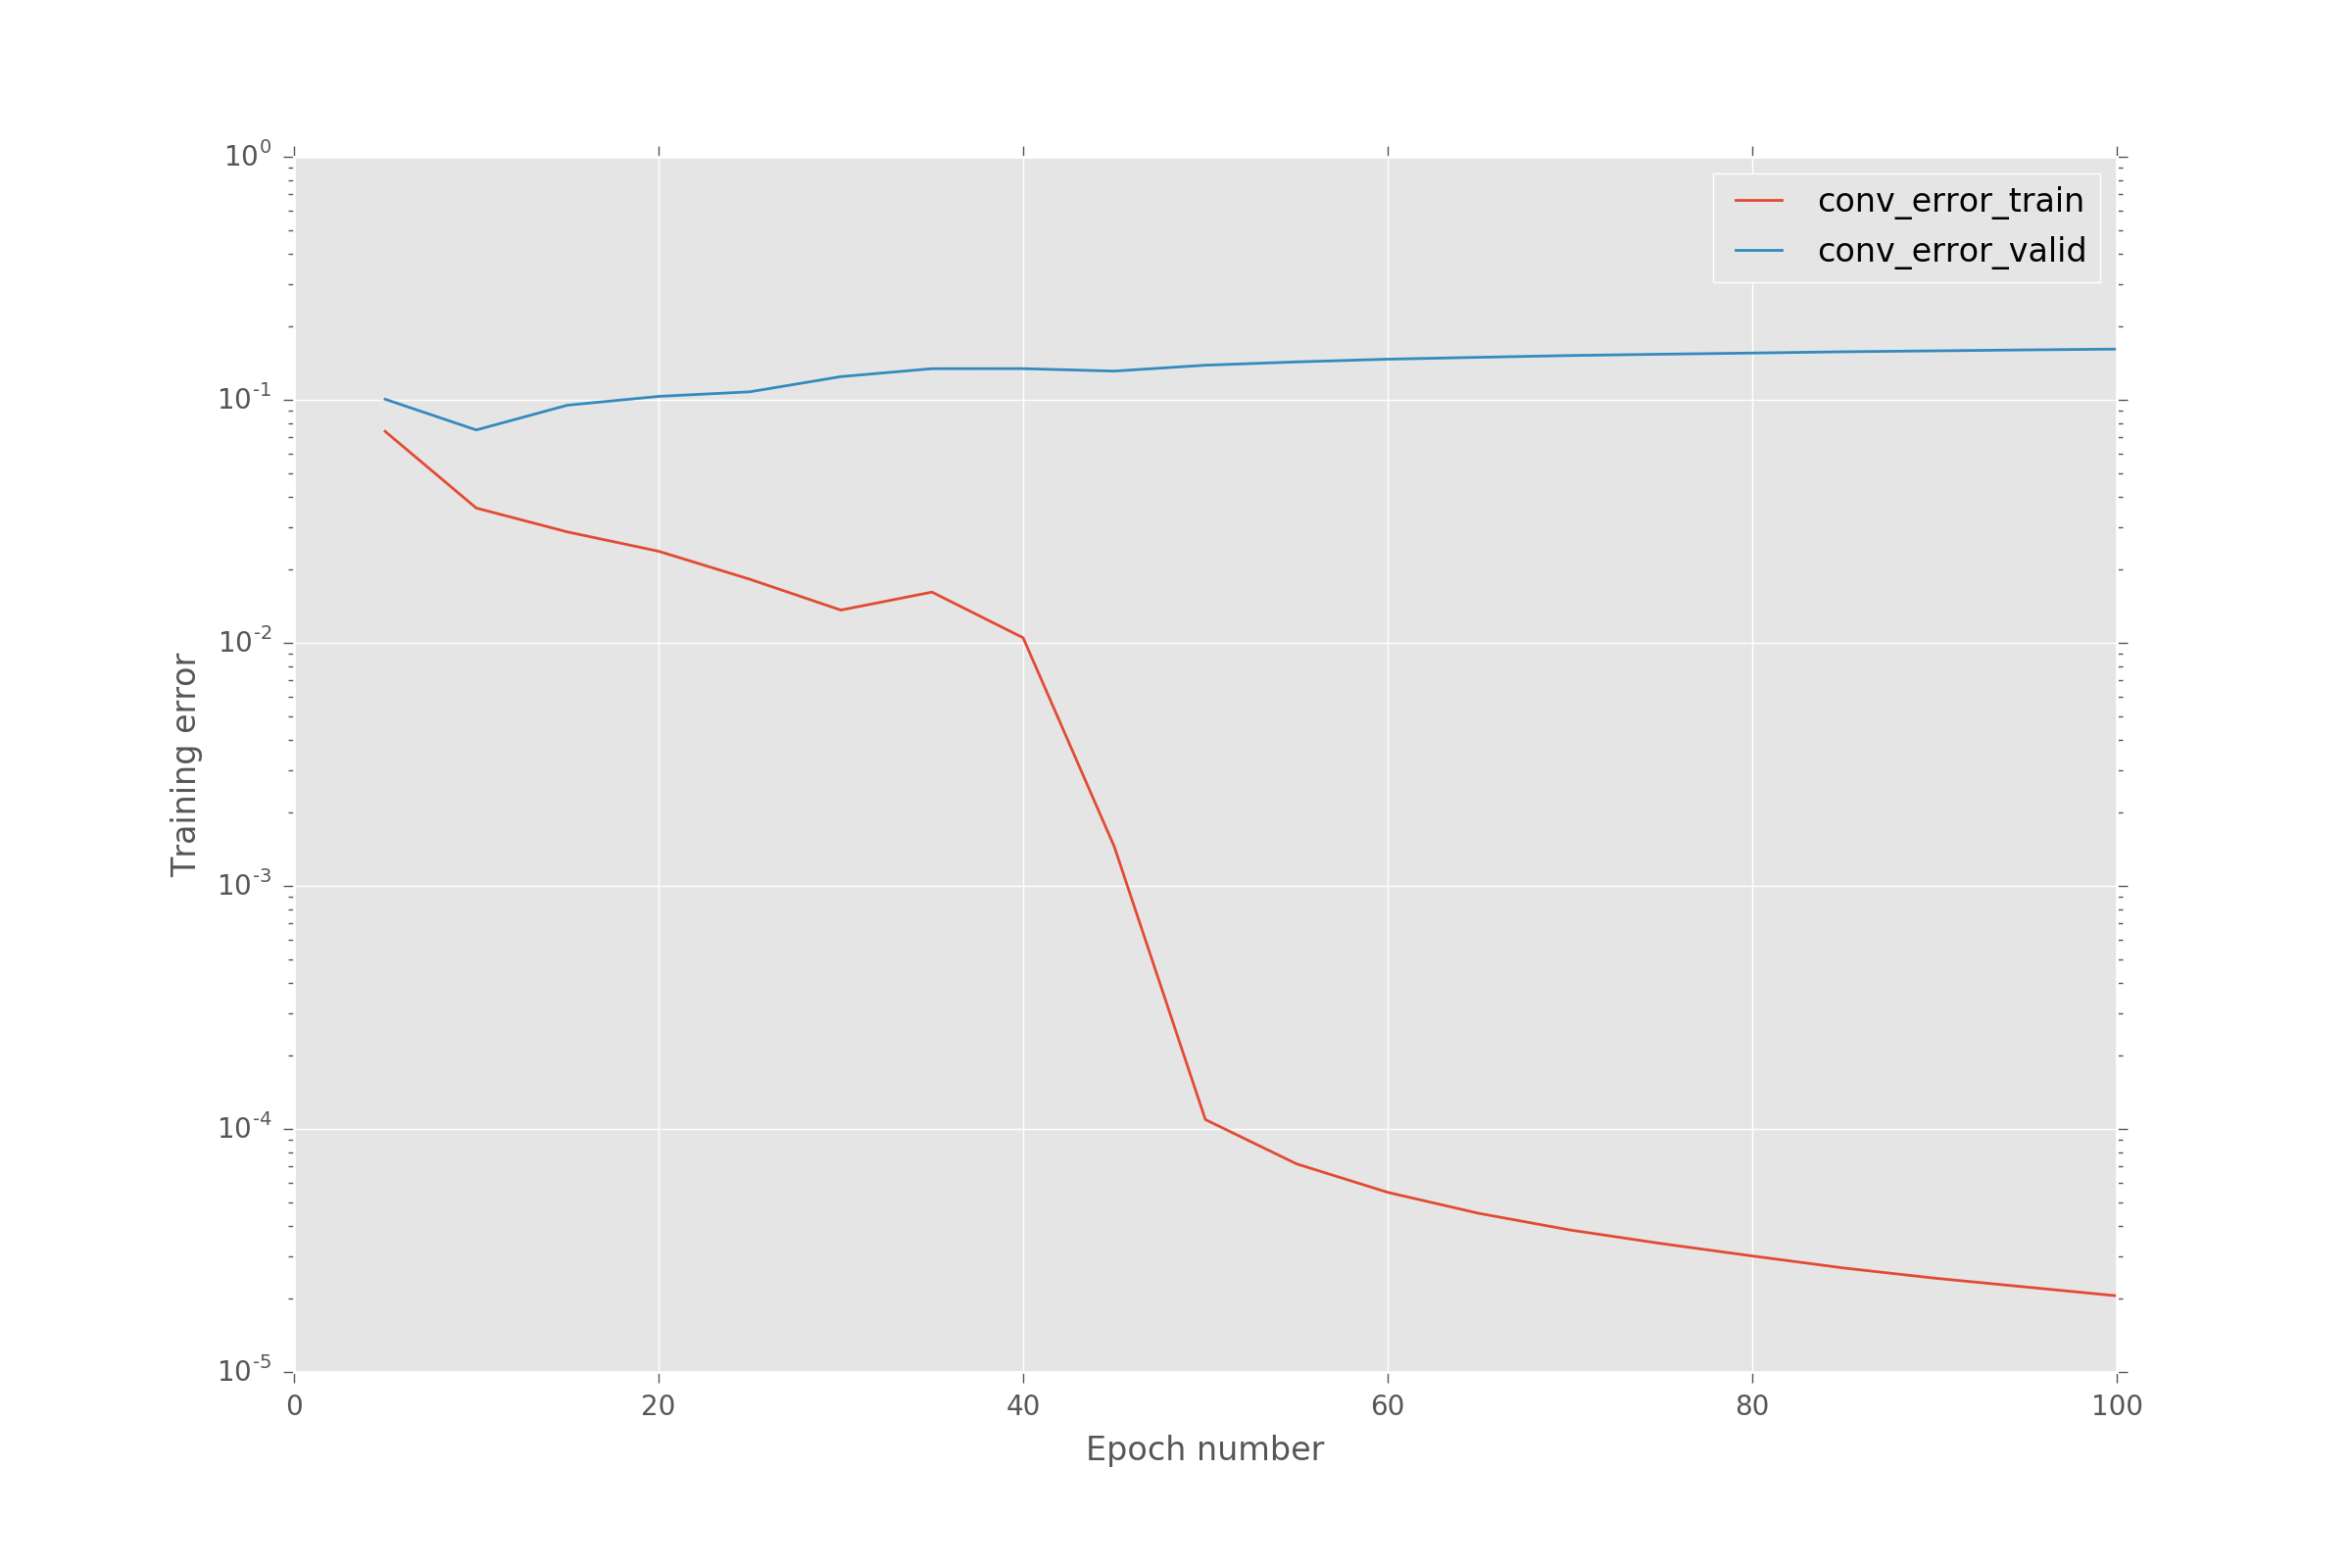 conv_error_train
conv_error_valid
10^0
10^-1
10^-2
10^-3
10^-4
10^-5
Training error
0 20 40 60 80 100
Epoch number